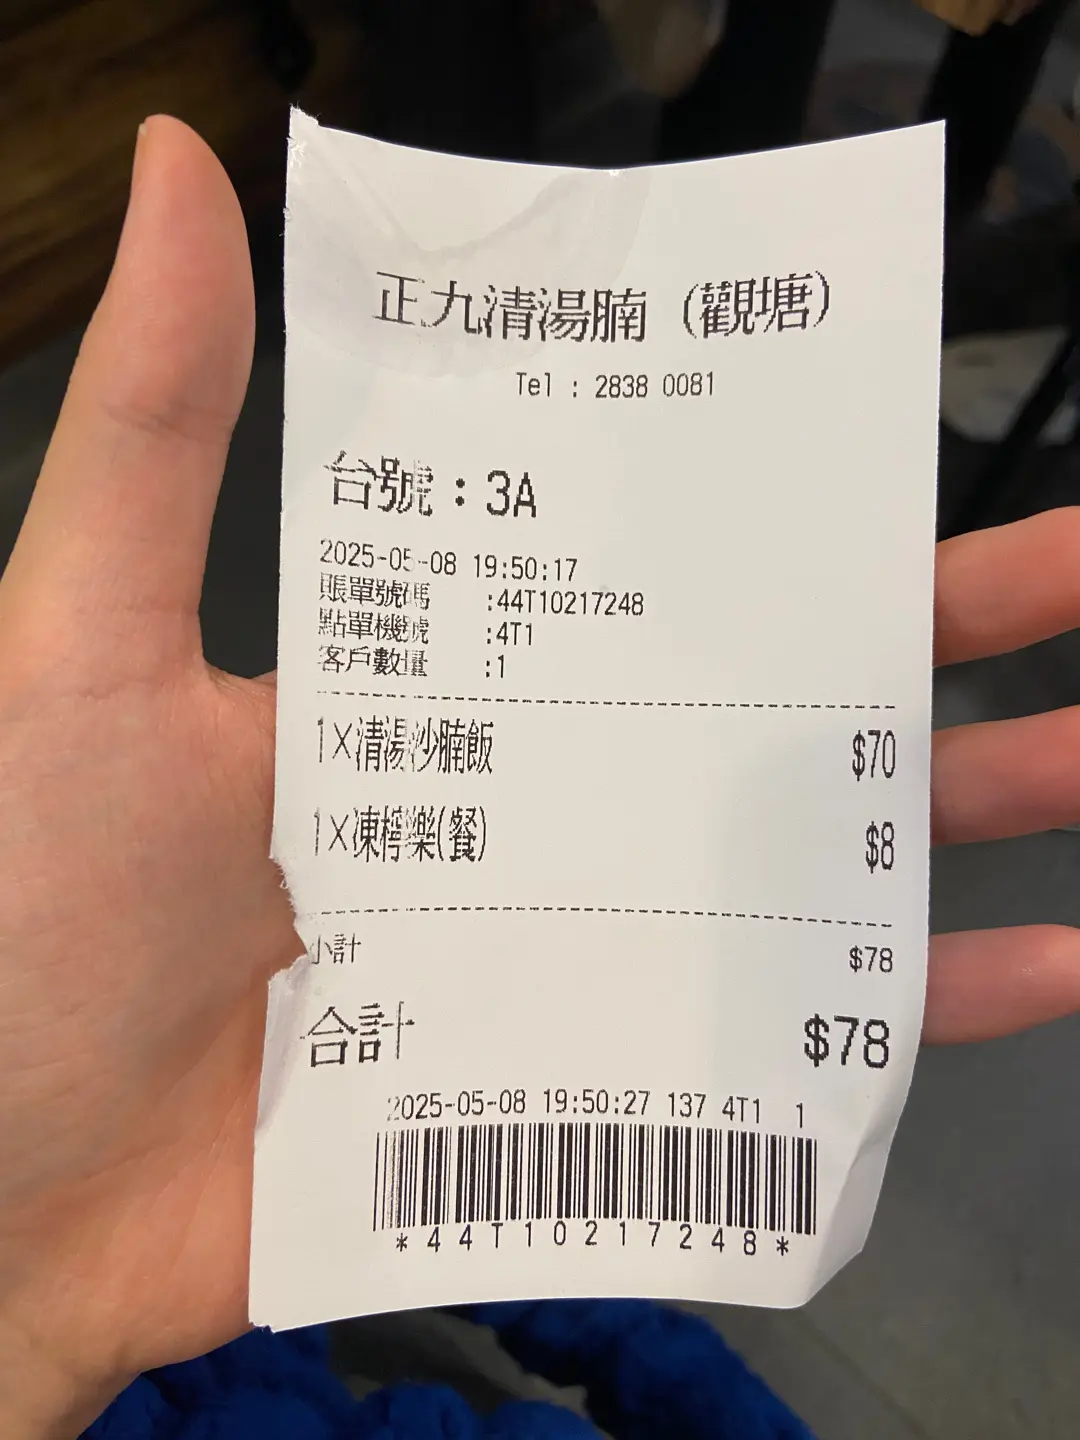 正九清湯腩 (觀塘)
Tel : 2838 0081
台號：3A
2025-05-08 19:50:17
賬單號碼 :44T10217248
點單機號 :4T1
客戶數量 :1
1×清湯沙腩飯 $70
1×凍檸樂(餐) $8
小計 $78
合計 $78
2025-05-08 19:50:27 137 4T1 1
*44T10217248*